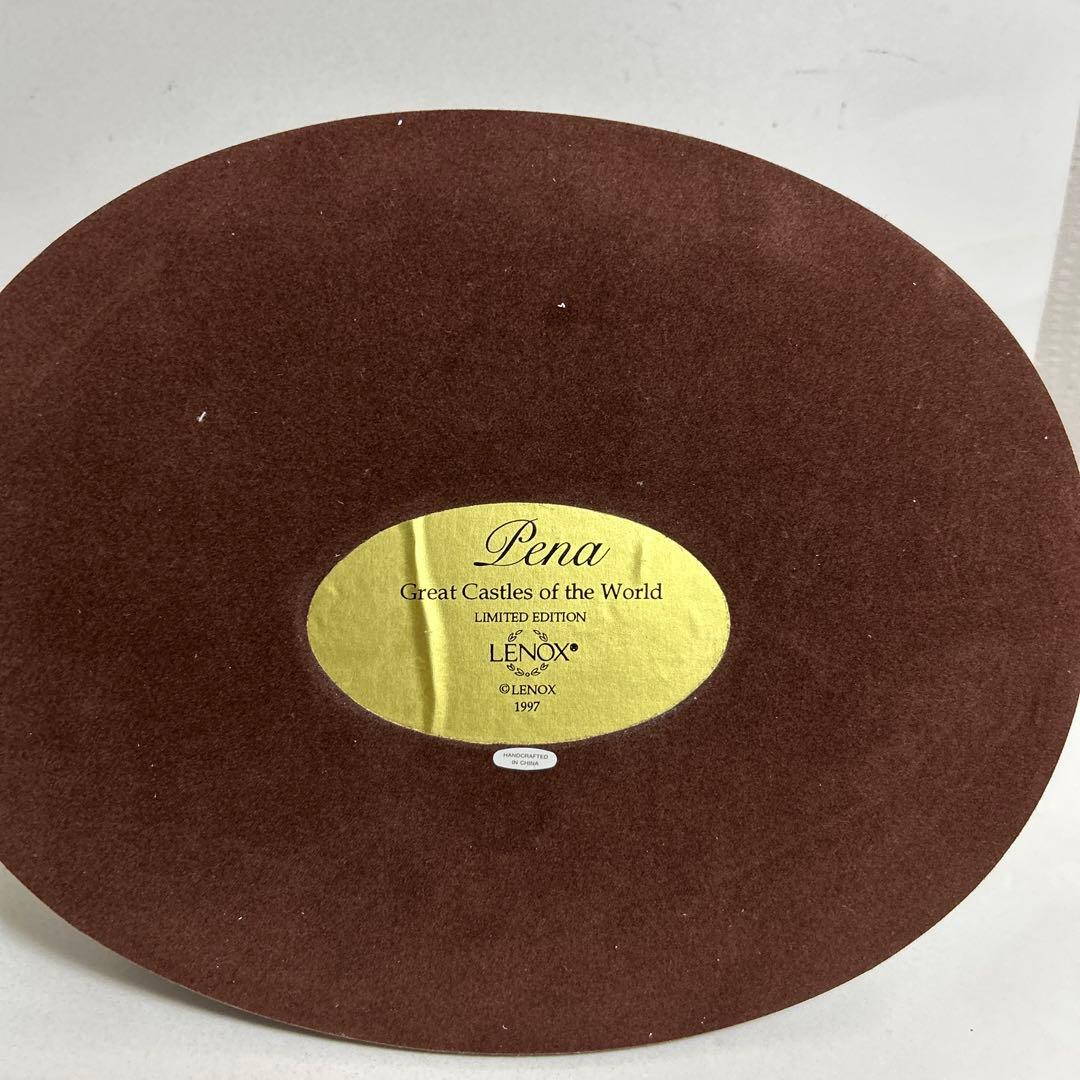 Pena
Great Castles of the World
LIMITED EDITION
LENOX®
©LENOX
1997
HANDCRAFTED
IN CHINA